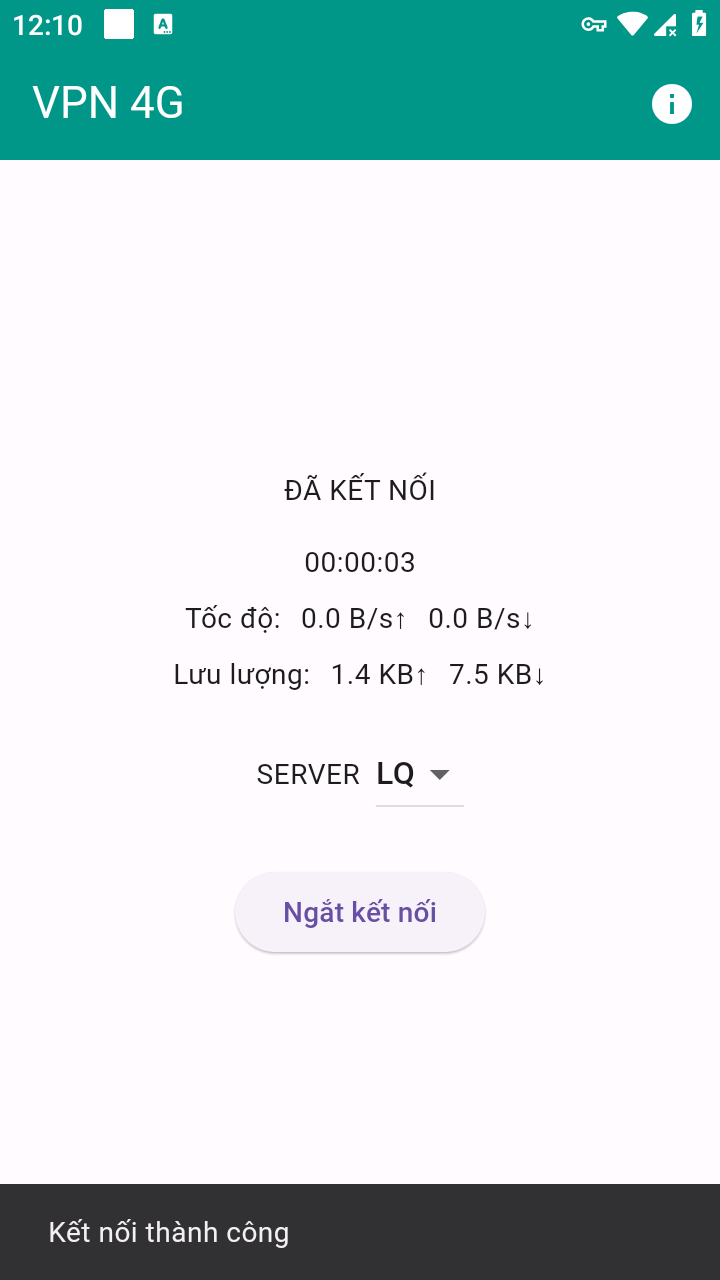 12:10
VPN 4G
ĐÃ KẾT NỐI
00:00:03
Tốc độ: 0.0 B/s↑ 0.0 B/s↓
Lưu lượng: 1.4 KB↑ 7.5 KB↓
SERVER LQ
Ngắt kết nối
Kết nối thành công